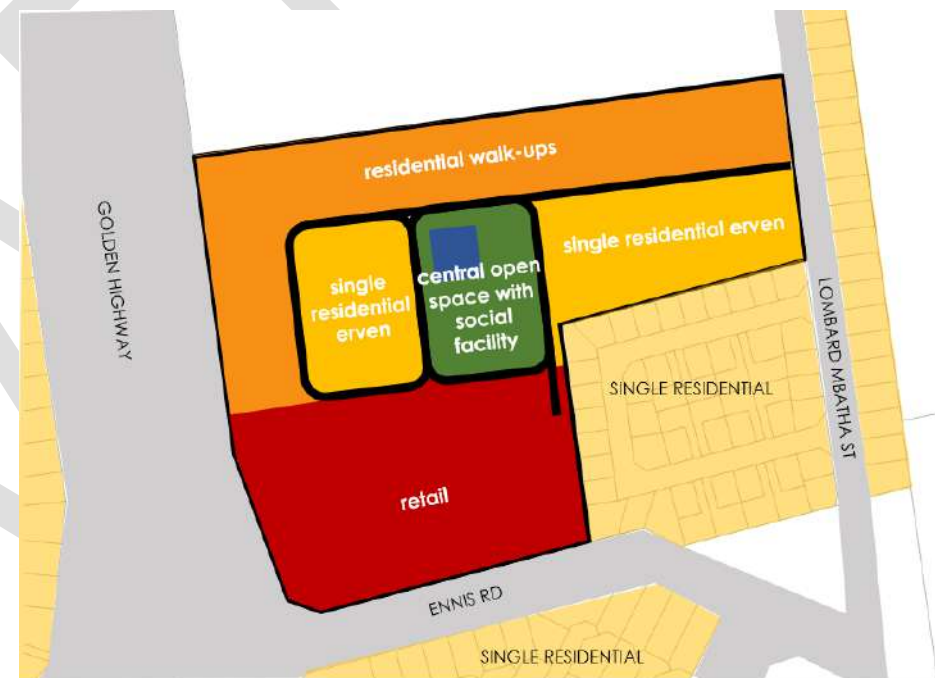 residential walk-ups
GOLDEN HIGHWAY
single residential erven
single
residential
erven
central open
space with
social
facility
LOMBARD MBATHA ST
SINGLE RESIDENTIAL
retail
ENNIS RD
SINGLE RESIDENTIAL